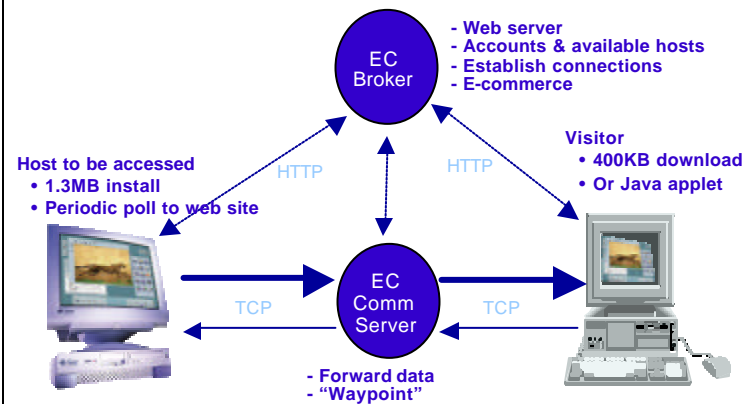 - Web server
- Accounts & available hosts
- Establish connections
- E-commerce
EC
Broker
Visitor
• 400KB download
• Or Java applet
Host to be accessed
• 1.3MB install
• Periodic poll to web site
HTTP
HTTP
EC
Comm
Server
TCP
TCP
- Forward data
- “Waypoint”